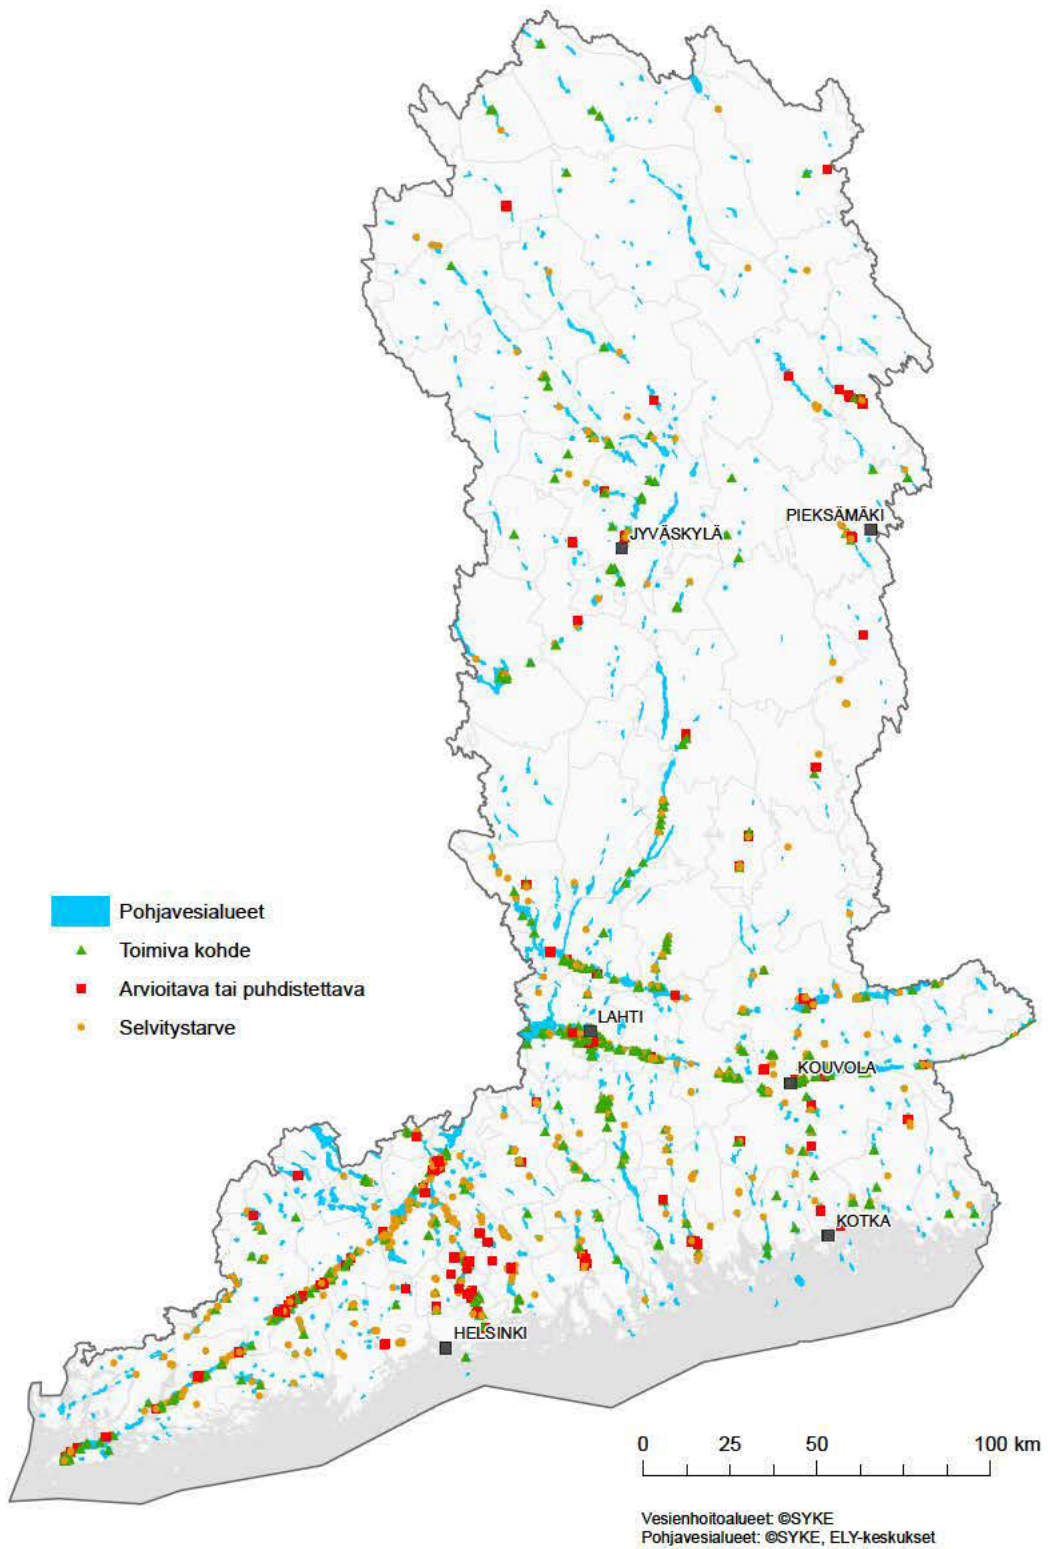 PIEKSÄMÄKI
JYVÄSKYLÄ
Pohjavesialueet
Toimiva kohde
Arvioitava tai puhdistettava
Selvitystarve
LAHTI
KOUVOLA
KOTKA
HELSINKI
0 25 50 100 km
Vesienhoitoalueet: ©SYKE
Pohjavesialueet: ©SYKE, ELY-keskukset